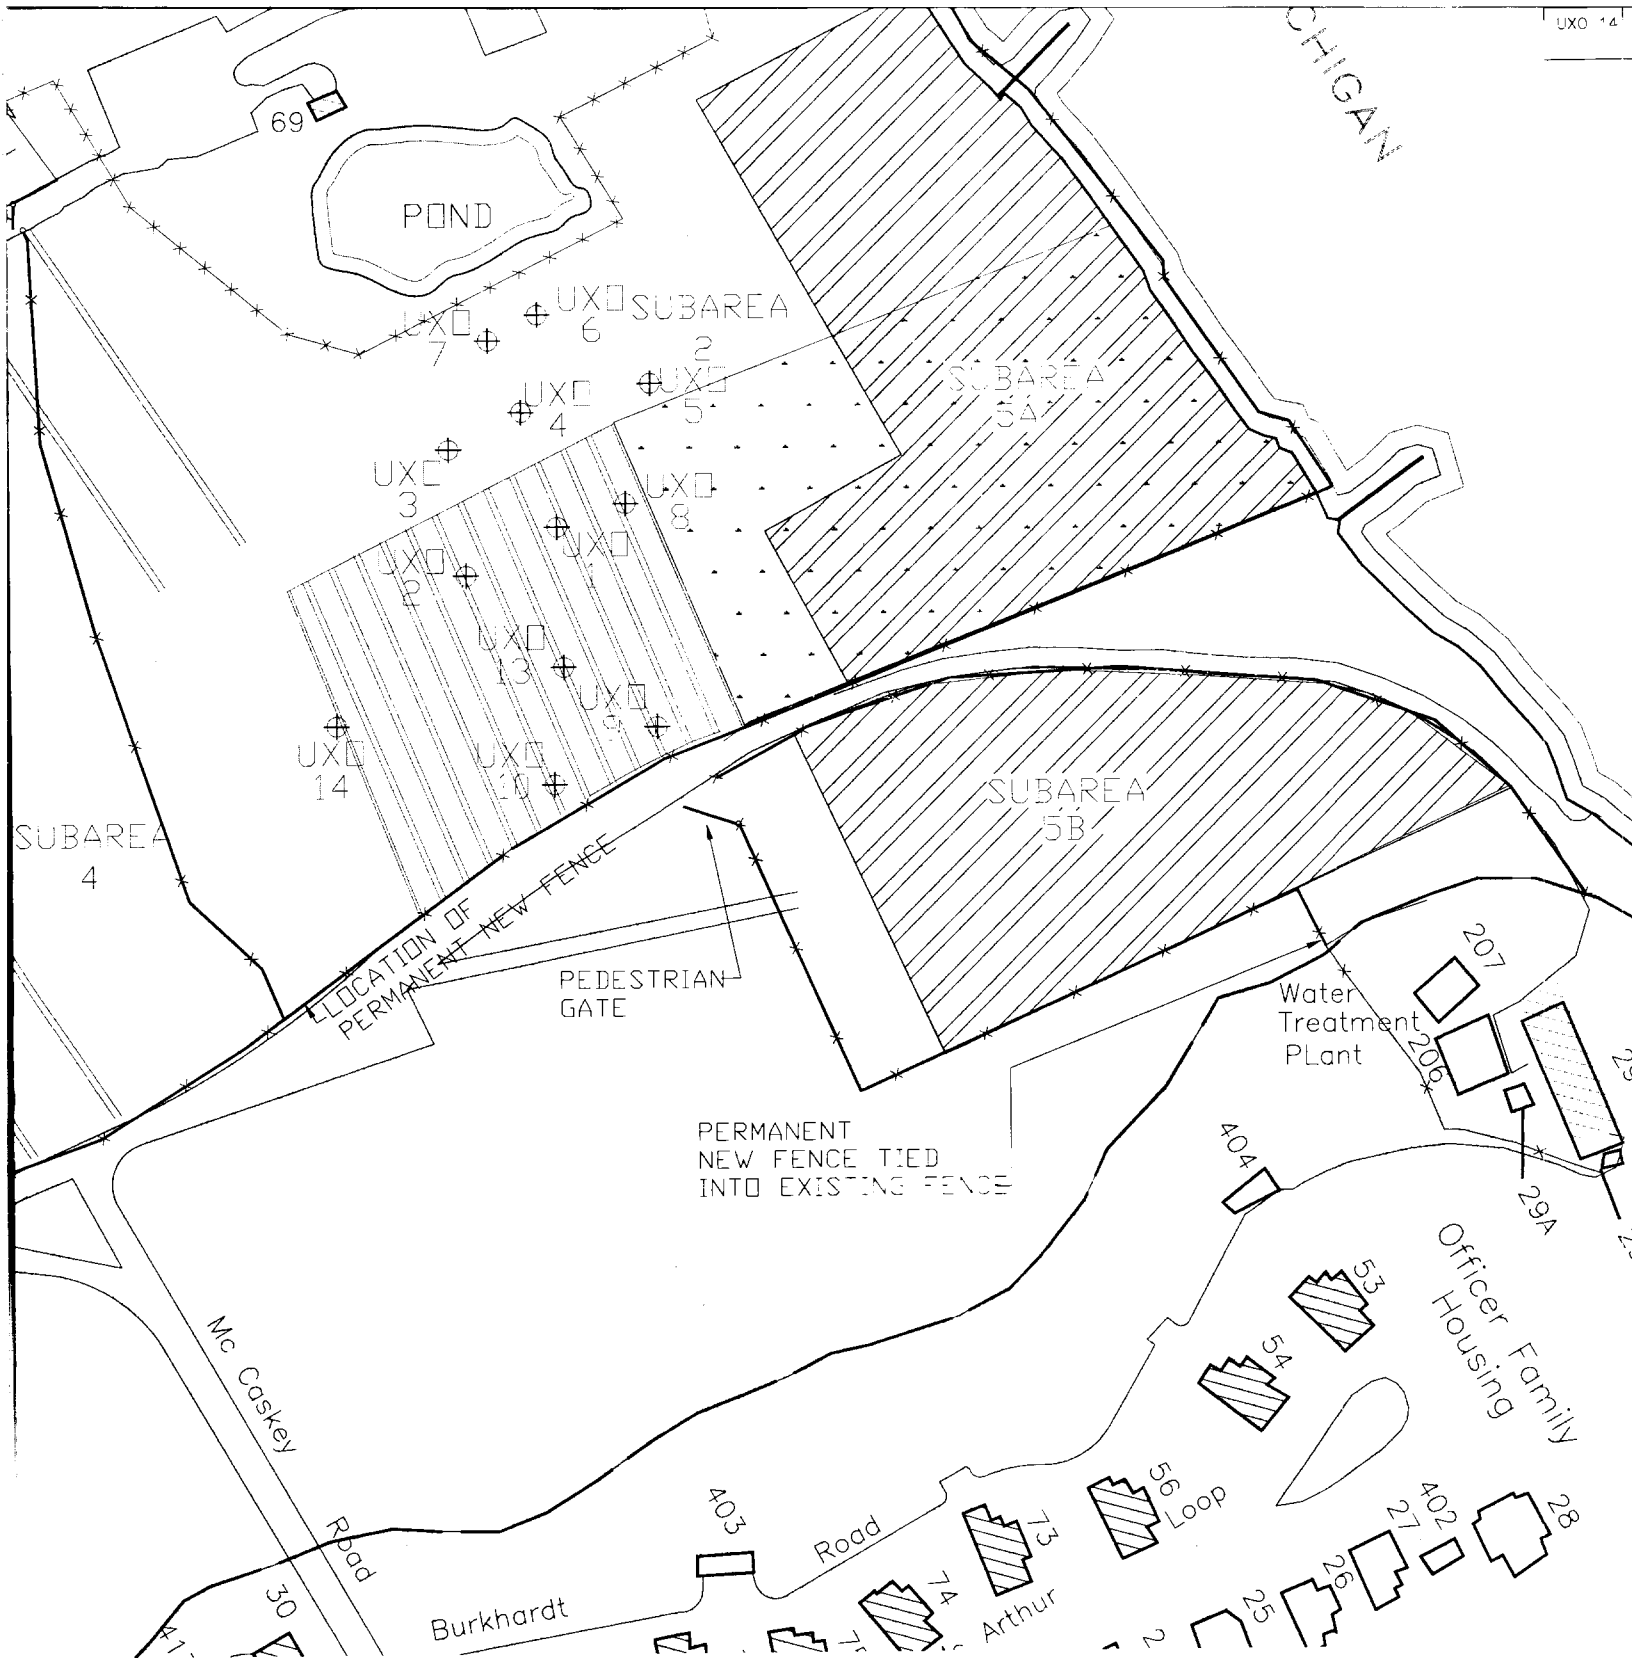 UXO 14
CHIGAN
69
POND
UXO
6
SUBAREA
2
UXO
7
SUBAREA
5A
UXO
5
UXO
4
UXO
3
UXO
8
UXO
1
UXO
2
UXO
13
UXO
9
UXO
14
UXO
10
SUBAREA
5B
SUBAREA
4
LOCATION OF
PERMANENT NEW FENCE
PEDESTRIAN
GATE
207
Water
Treatment
PLant
206
PERMANENT
NEW FENCE TIED
INTO EXISTING FENCE
404
29A
Officer Family
Housing
53
54
Mc Caskey
Road
403
Road
56
Loop
73
402
27
28
26
25
74
Arthur
30
Burkhardt